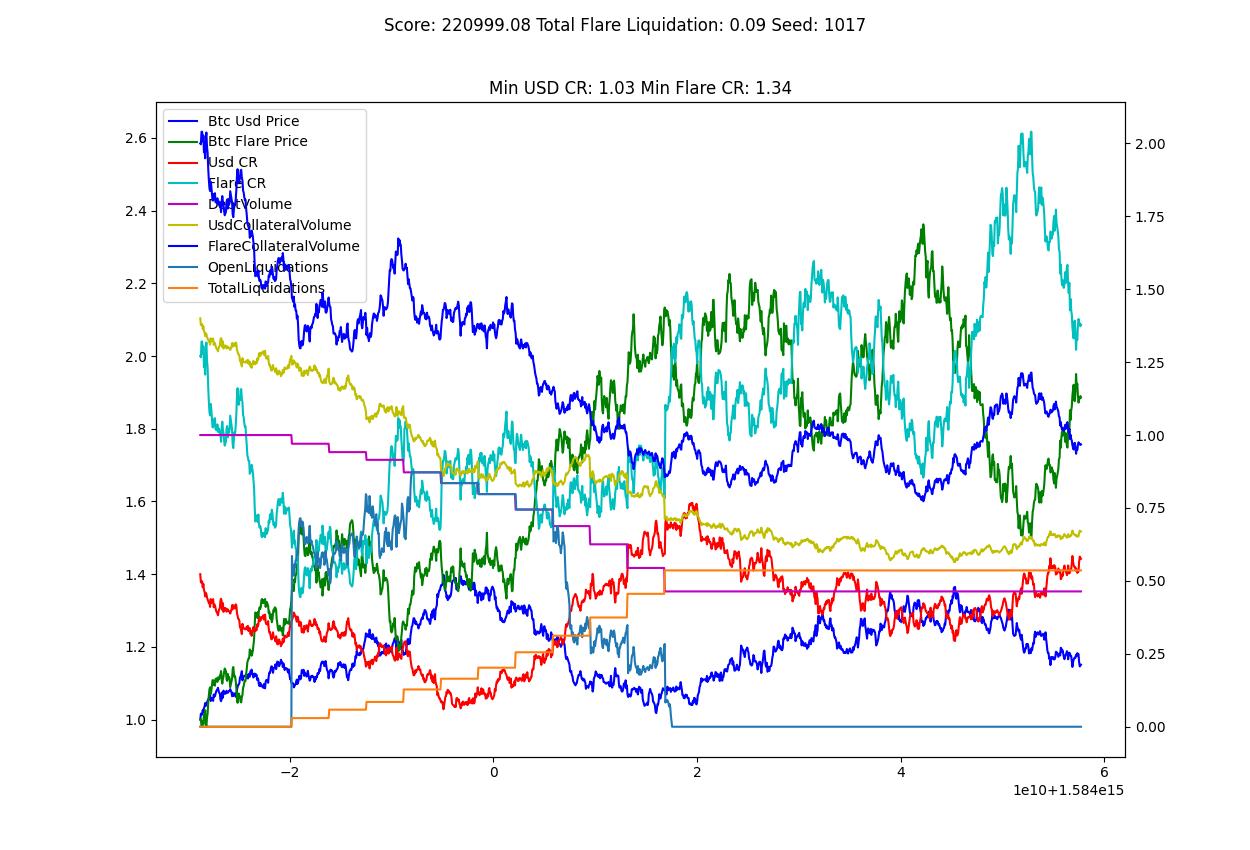 Score: 220999.08 Total Flare Liquidation: 0.09 Seed: 1017
Min USD CR: 1.03 Min Flare CR: 1.34
Btc Usd Price
Btc Flare Price
Usd CR
Flare CR
DebtVolume
UsdCollateralVolume
FlareCollateralVolume
OpenLiquidations
TotalLiquidations
2.6
2.4
2.2
2.0
1.8
1.6
1.4
1.2
1.0
2.00
1.75
1.50
1.25
1.00
0.75
0.50
0.25
0.00
−2 0 2 4 6
1e10+1.584e15